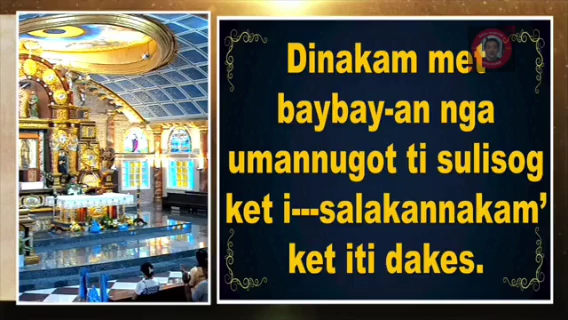 Dinakam met
baybay-an nga
umannugot ti sulisog
ket i---salakannakam’
ket iti dakes.